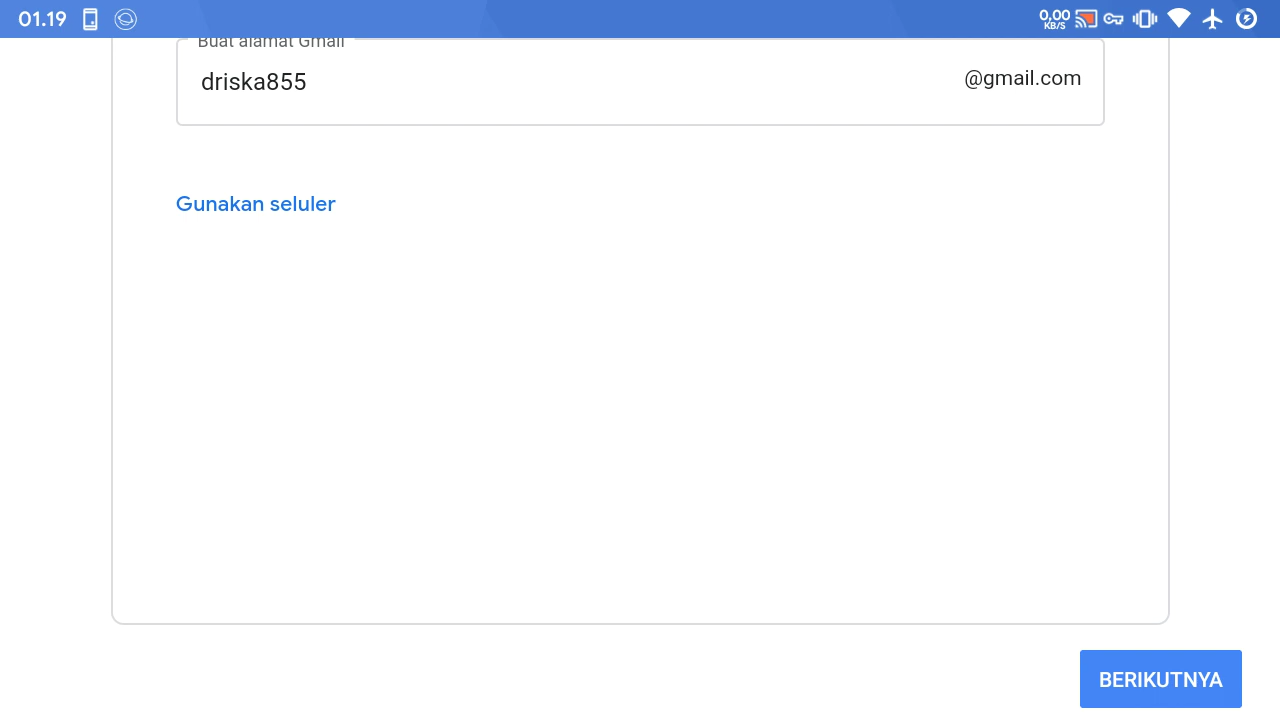 01.19
0,00
KB/S
Buat alamat Gmail
driska855
@gmail.com
Gunakan seluler
BERIKUTNYA